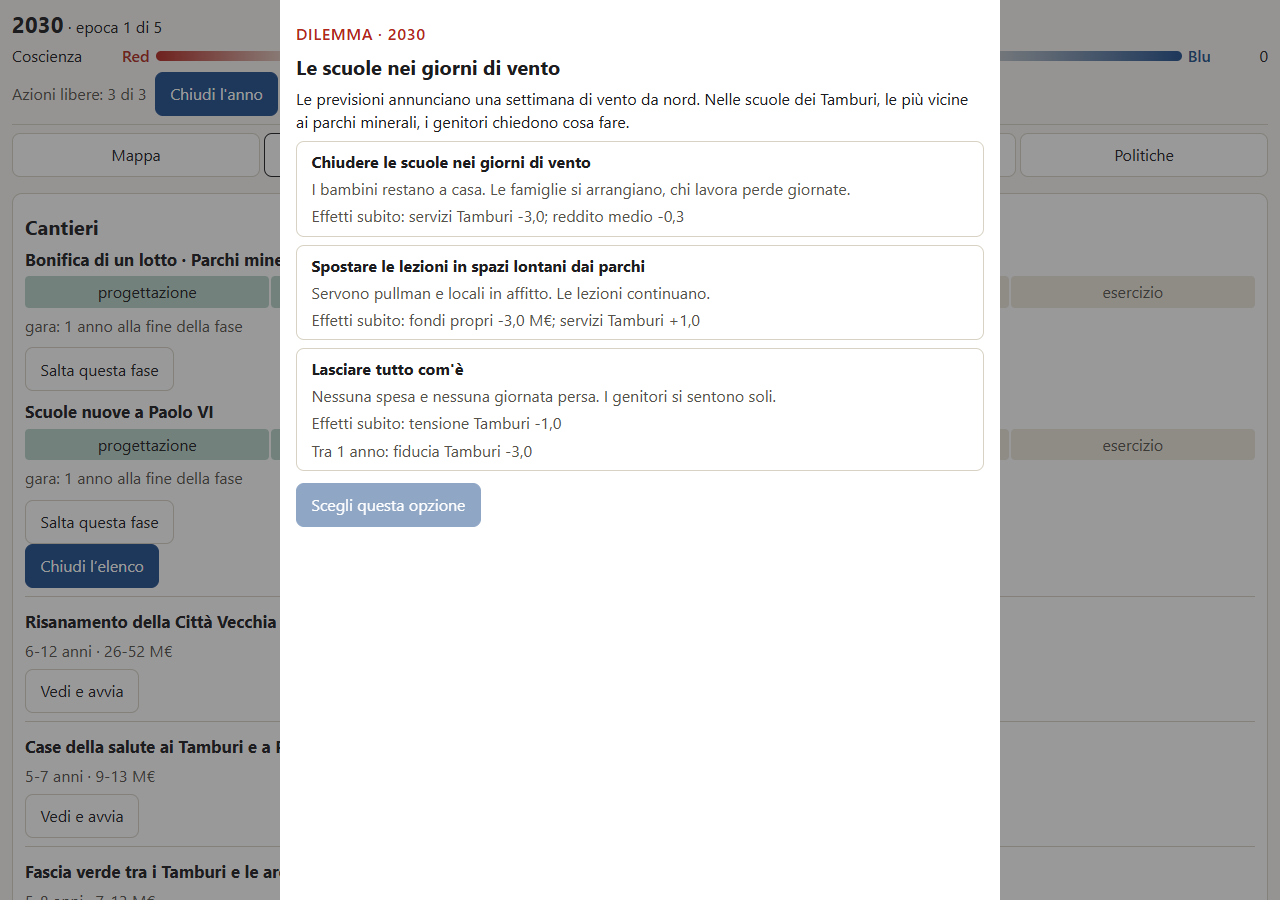 2030 · epoca 1 di 5
Coscienza Red Blu 0
Azioni libere: 3 di 3 Chiudi l'anno
Mappa
Politiche
Cantieri
Bonifica di un lotto · Parchi mine
progettazione
esercizio
gara: 1 anno alla fine della fase
Salta questa fase
Scuole nuove a Paolo VI
progettazione
esercizio
gara: 1 anno alla fine della fase
Salta questa fase
Chiudi l'elenco
Risanamento della Città Vecchia
6-12 anni · 26-52 M€
Vedi e avvia
Case della salute ai Tamburi e a
5-7 anni · 9-13 M€
Vedi e avvia
Fascia verde tra i Tamburi e le
DILEMMA · 2030
Le scuole nei giorni di vento
Le previsioni annunciano una settimana di vento da nord. Nelle scuole dei Tamburi, le più vicine
ai parchi minerali, i genitori chiedono cosa fare.
Chiudere le scuole nei giorni di vento
I bambini restano a casa. Le famiglie si arrangiano, chi lavora perde giornate.
Effetti subito: servizi Tamburi -3,0; reddito medio -0,3
Spostare le lezioni in spazi lontani dai parchi
Servono pullman e locali in affitto. Le lezioni continuano.
Effetti subito: fondi propri -3,0 M€; servizi Tamburi +1,0
Lasciare tutto com'è
Nessuna spesa e nessuna giornata persa. I genitori si sentono soli.
Effetti subito: tensione Tamburi -1,0
Tra 1 anno: fiducia Tamburi -3,0
Scegli questa opzione